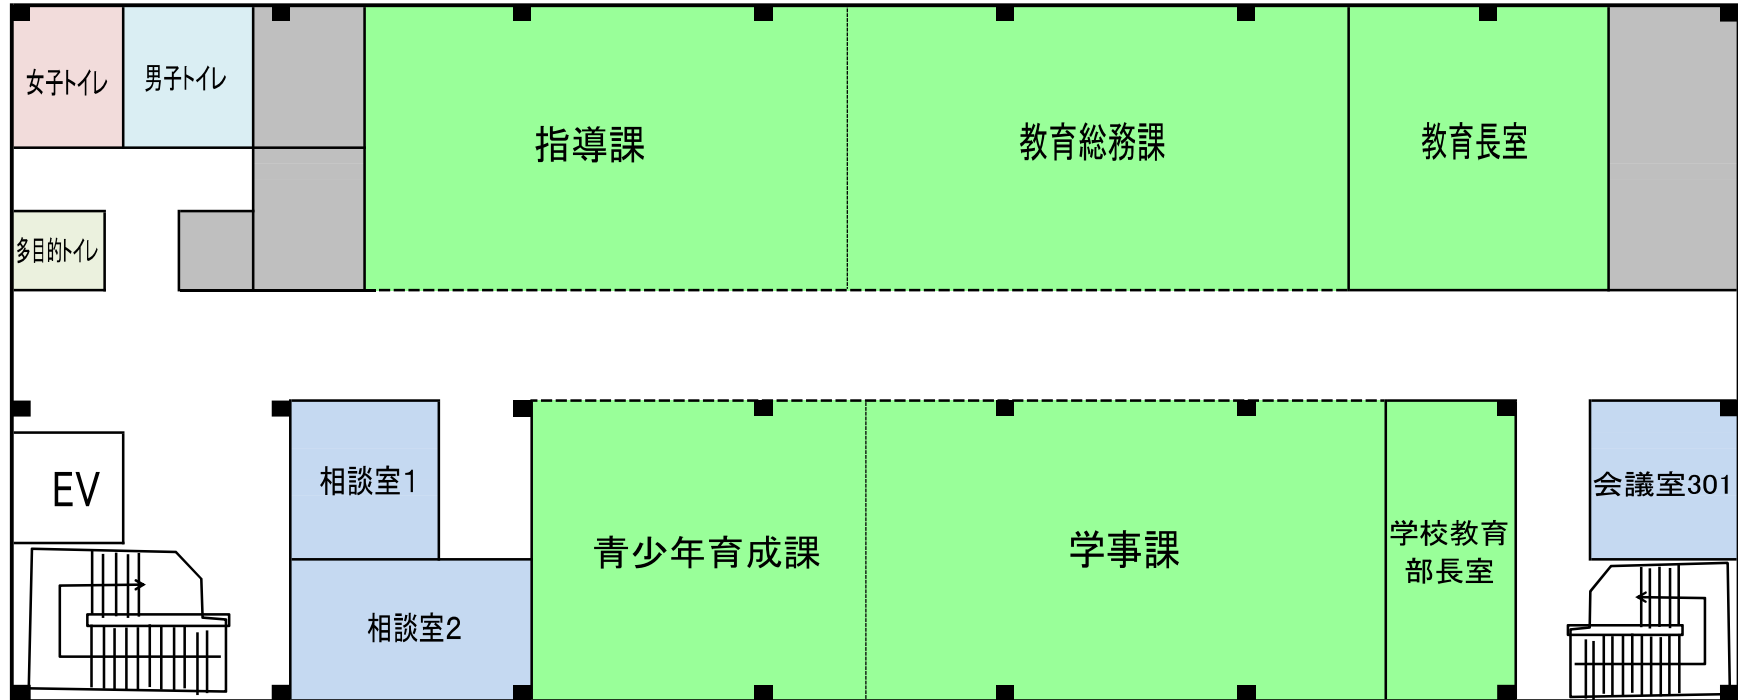 女子トイレ
男子トイレ
指導課
教育総務課
教育長室
多目的トイレ
EV
相談室1
相談室2
青少年育成課
学事課
学校教育
部長室
会議室301